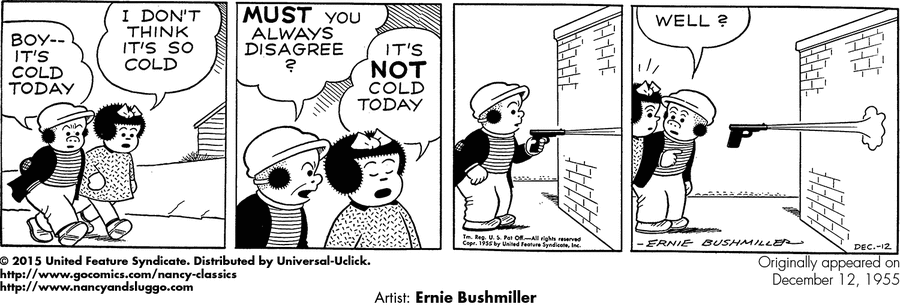 BOY--
IT'S
COLD
TODAY
I DON'T
THINK
IT'S SO
COLD
MUST YOU
ALWAYS
DISAGREE
?
IT'S
NOT
COLD
TODAY
Tm. Reg. U. S. Pat Off.—All rights reserved
Copr. 1955 by United Feature Syndicate, Inc.
WELL ?
-ERNIE BUSHMILLER-
DEC.-12
© 2015 United Feature Syndicate. Distributed by Universal-Uclick.
http://www.gocomics.com/nancy-classics
http://www.nancyandsluggo.com
Originally appeared on
December 12, 1955
Artist: Ernie Bushmiller